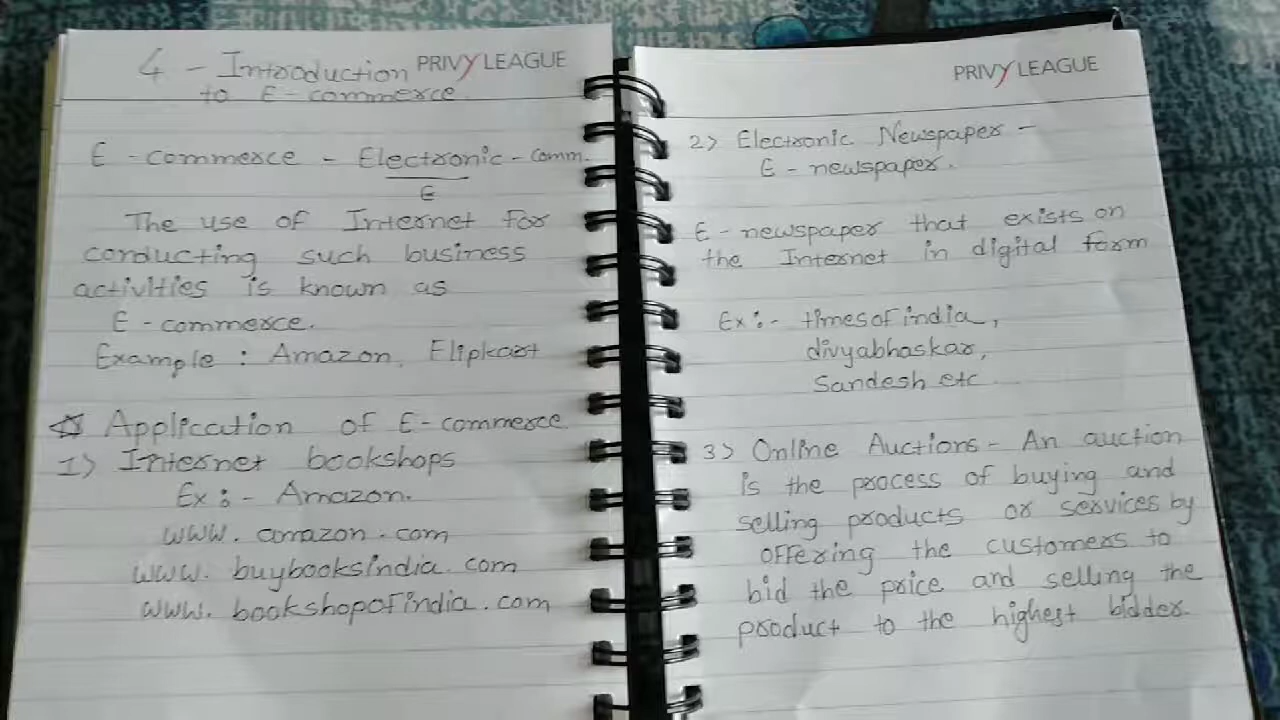 4 - Introduction PRIVY LEAGUE
to E-commerce.
E - commerce - Electronic - comm.
E
The use of Internet for
conducting such business
activities is known as
E - commerce.
Example : Amazon, Flipkart
☆ Application of E-commerce
1) Internet bookshops
Ex :- Amazon.
www. amazon.com
www. buybooksindia.com
www. bookshopofindia.com
PRIVY LEAGUE
2) Electronic Newspaper -
E - newspaper.
E - newspaper that exists on
the Internet in digital form
Ex :- timesofindia,
divyabhaskar,
Sandesh etc
3) Online Auctions - An auction
is the process of buying and
selling products or services by
offering the customers to
bid the price and selling the
product to the highest bidder